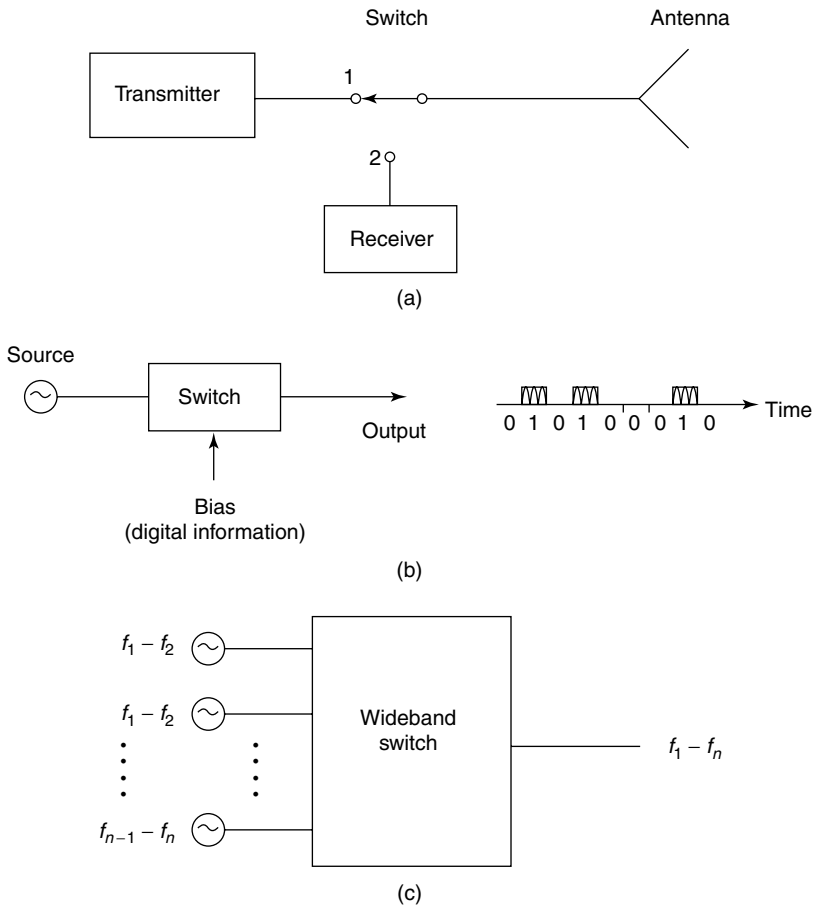 Switch Antenna
Transmitter
1
2
Receiver
(a)
Source
Switch
Output
Bias
(digital information)
0 1 0 1 0 0 0 1 0
Time
(b)
f1 – f2
f1 – f2
fn–1 – fn
Wideband
switch
f1 – fn
(c)